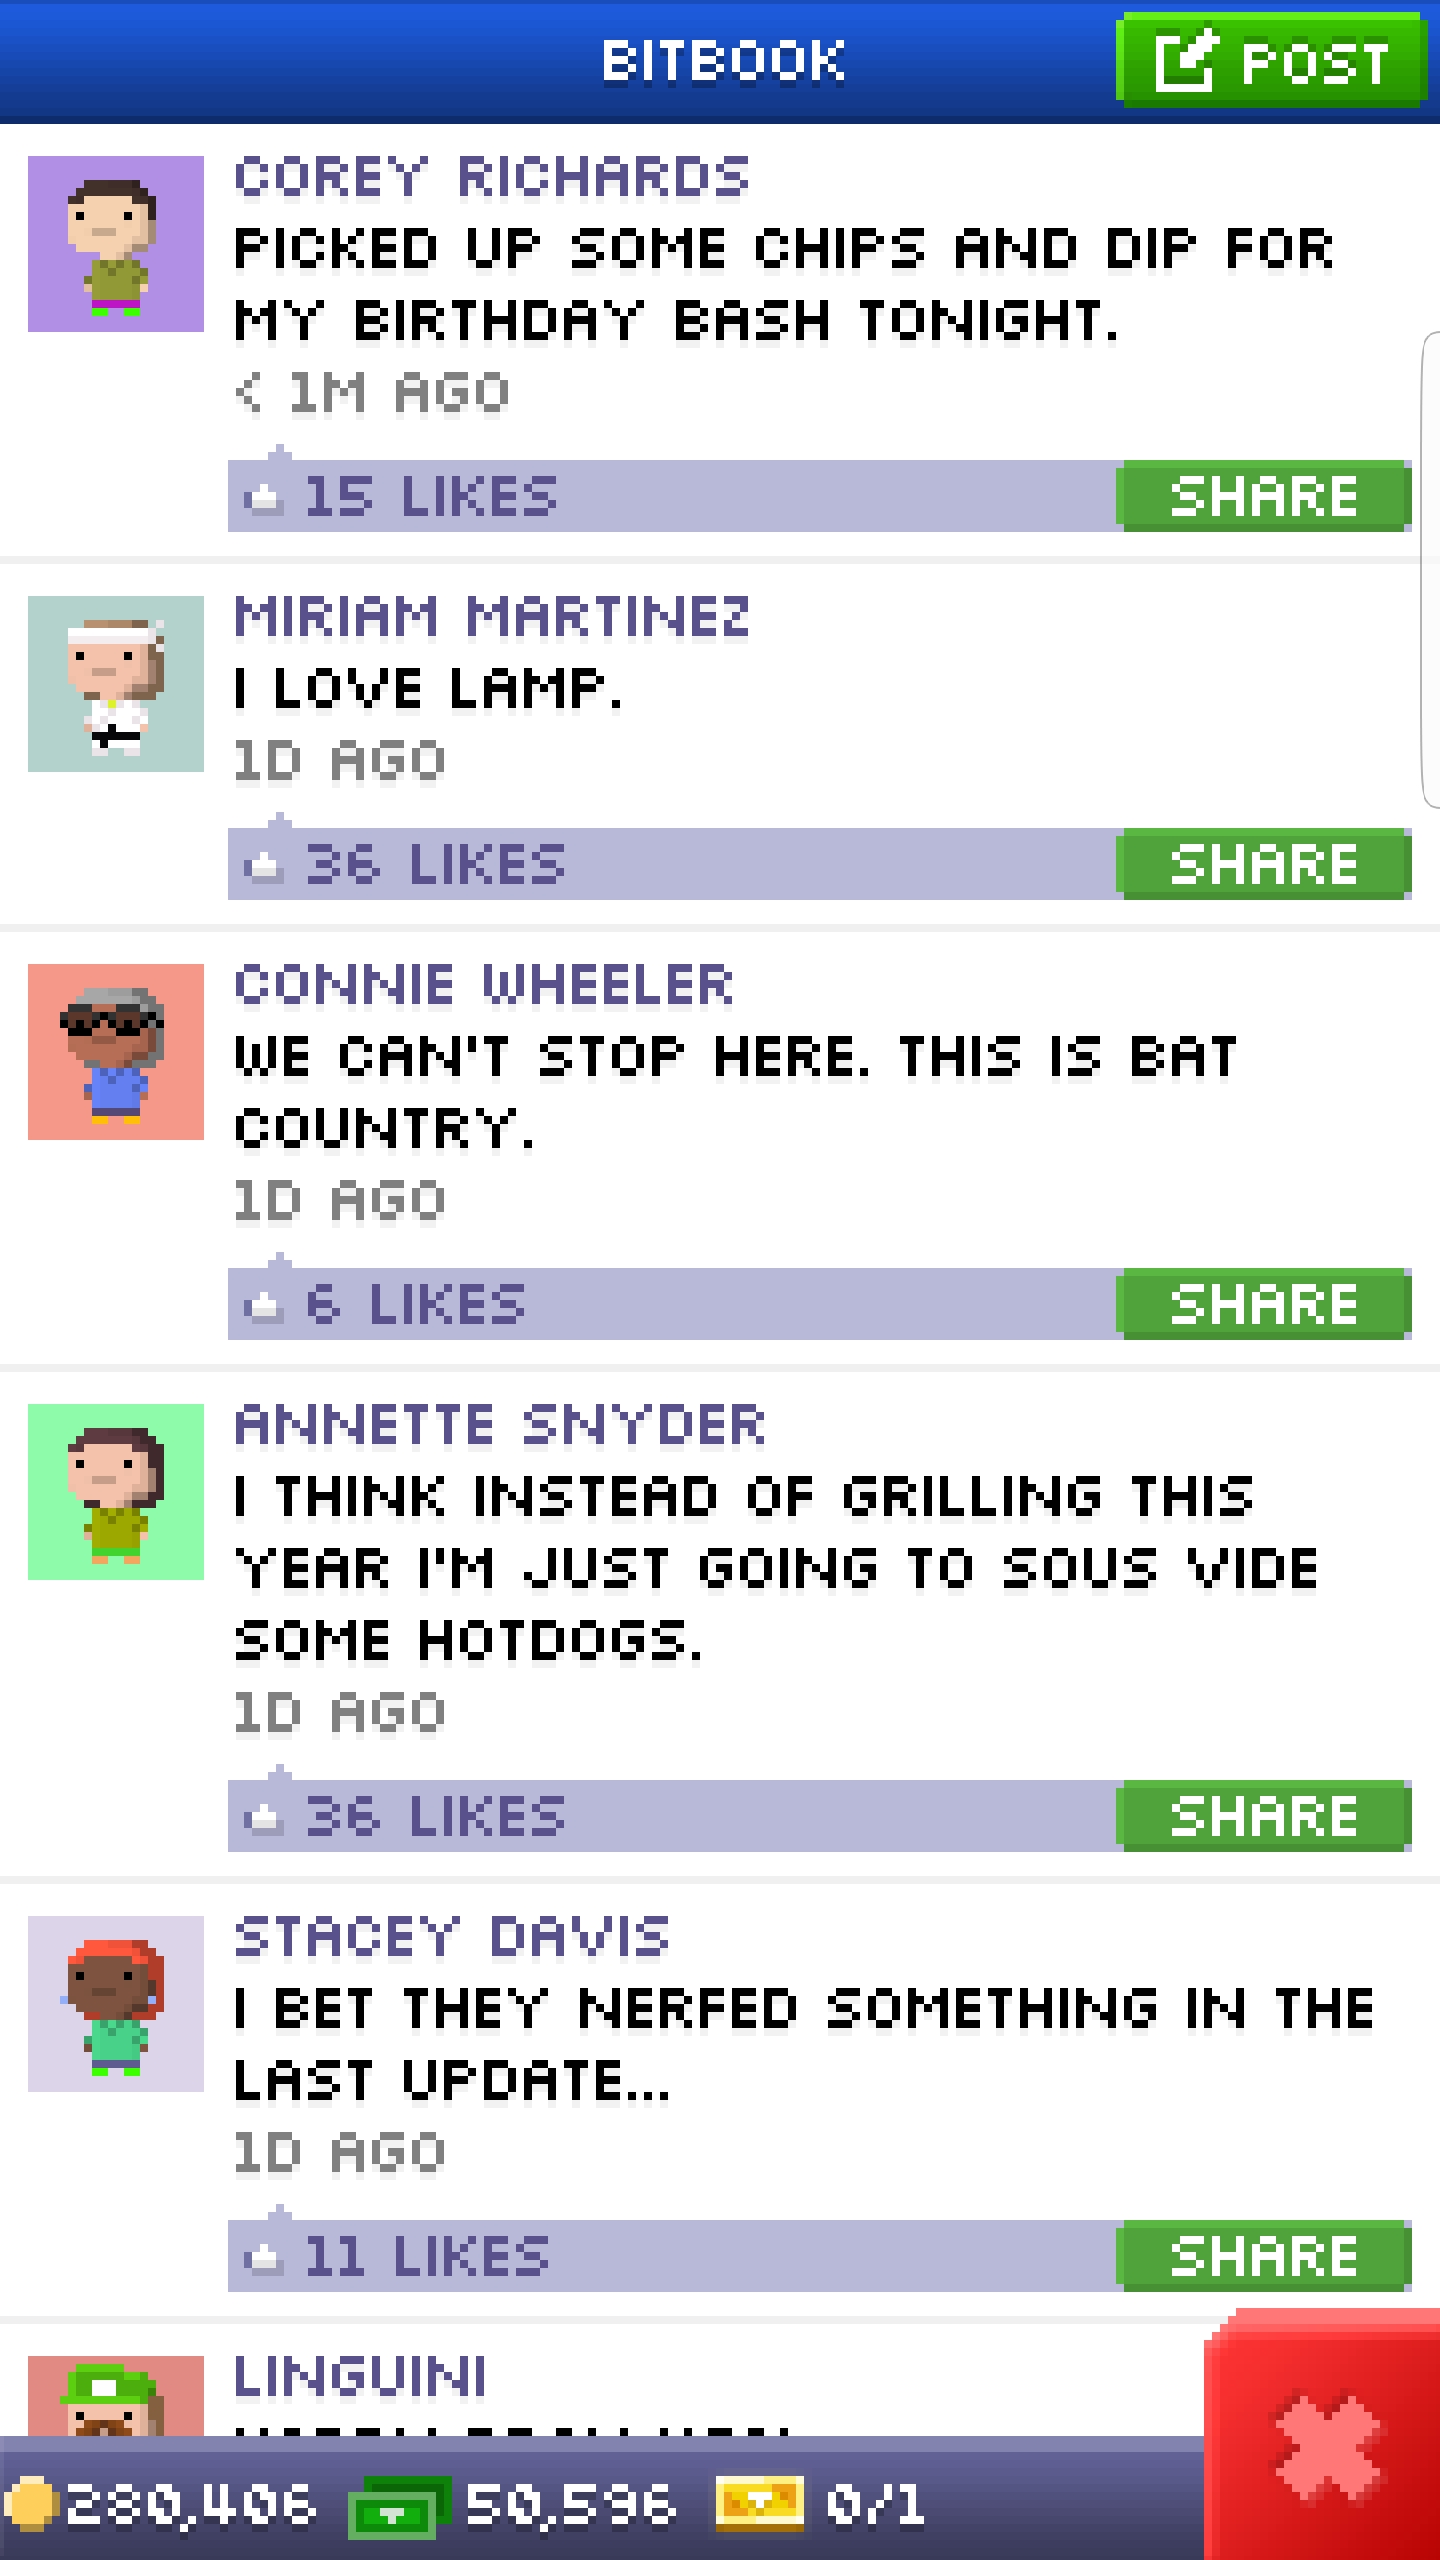 BITBOOK
POST
COREY RICHARDS
PICKED UP SOME CHIPS AND DIP FOR
MY BIRTHDAY BASH TONIGHT.
< 1M AGO
15 LIKES
SHARE
MIRIAM MARTINEZ
I LOVE LAMP.
1D AGO
36 LIKES
SHARE
CONNIE WHEELER
WE CAN'T STOP HERE. THIS IS BAT
COUNTRY.
1D AGO
6 LIKES
SHARE
ANNETTE SNYDER
I THINK INSTEAD OF GRILLING THIS
YEAR I'M JUST GOING TO SOUS VIDE
SOME HOTDOGS.
1D AGO
36 LIKES
SHARE
STACEY DAVIS
I BET THEY NERFED SOMETHING IN THE
LAST UPDATE...
1D AGO
11 LIKES
SHARE
LINGUINI
280,406
50,596
0/1